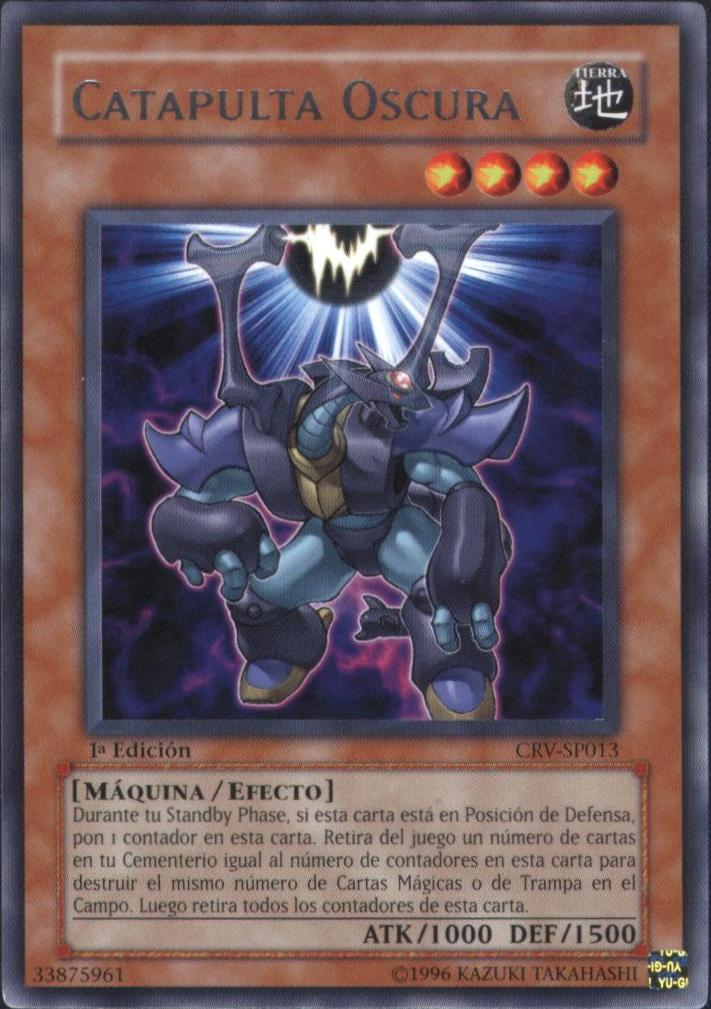 CATAPULTA OSCURA
TIERRA
地
1ª Edición
CRV-SP013
[MÁQUINA / EFECTO]
Durante tu Standby Phase, si esta carta está en Posición de Defensa,
pon 1 contador en esta carta. Retira del juego un número de cartas
en tu Cementerio igual al número de contadores en esta carta para
destruir el mismo número de Cartas Mágicas o de Trampa en el
Campo. Luego retira todos los contadores de esta carta.
ATK/1000 DEF/1500
33875961
©1996 KAZUKI TAKAHASHI
YU-GI